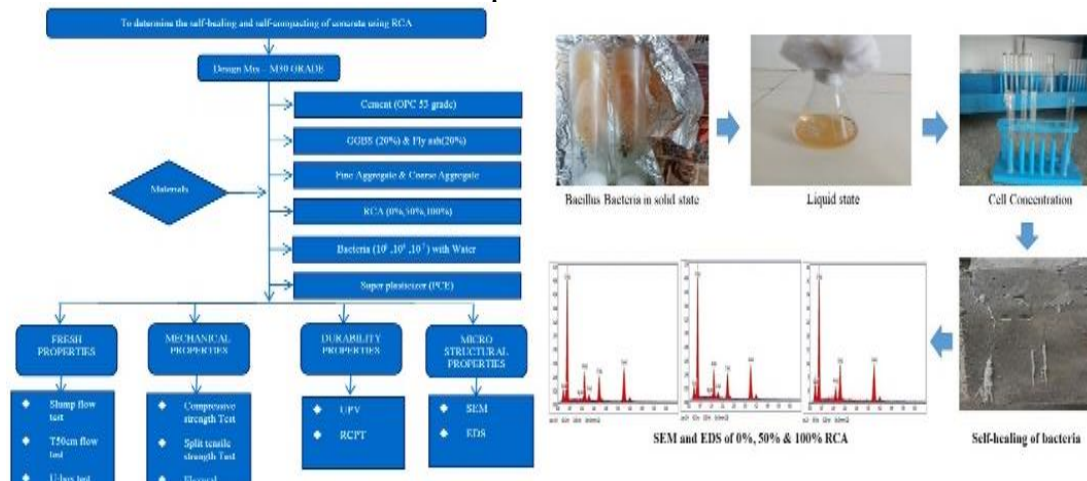 To determine the self-healing and self-compacting of concrete using RCA
Design Mix – M30 GRADE
Cement (OPC 53 grade)
GGBS (20%) & Fly ash(20%)
Fine Aggregate & Coarse Aggregate
Materials
RCA (0%,50%,100%)
Bacteria ( ) with Water
Super plasticizer (PCE)
FRESH
PROPERTIES
MECHANICAL
PROPERTIES
DURABILITY
PROPERTIES
MICRO
STRUCTURAL
PROPERTIES
Slump flow
test
T50cm flow
test
U-box test
Compressive
strength Test
Split tensile
strength Test
Flexural
UPV
RCPT
SEM
EDS
Bacillus Bacteria in solid state
Liquid state
Cell Concentration
SEM and EDS of 0%, 50% & 100% RCA
Self-healing of bacteria